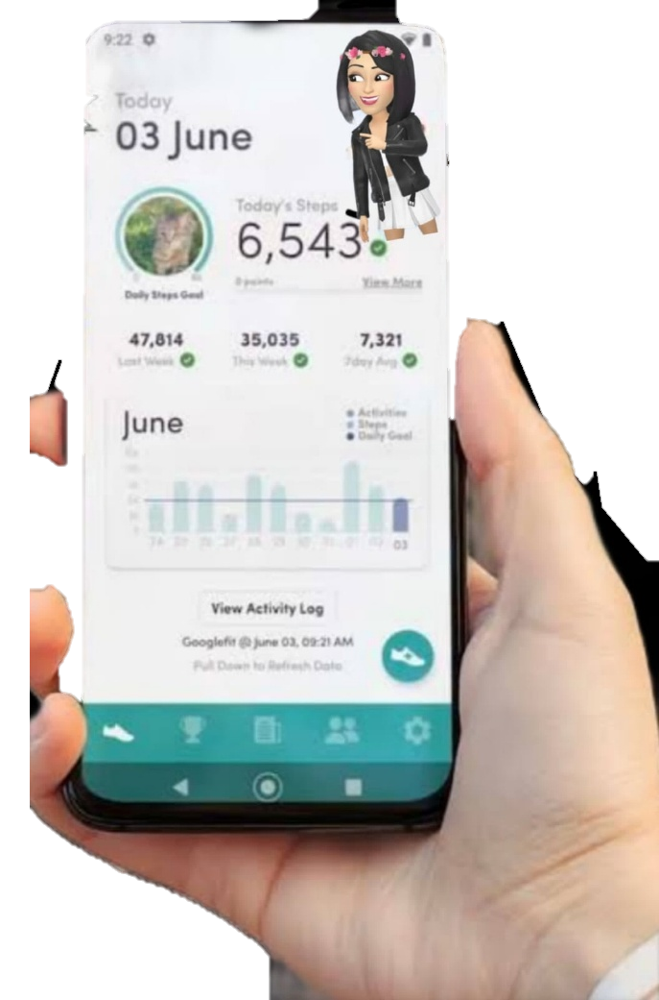 9:22
Today
03 June
Today's Steps
6,543
0 points View More
Daily Steps Goal
47,814 35,035 7,321
Last Week This Week 7day Avg
June
Activities
Steps
Daily Goal
03
View Activity Log
Googlefit @ June 03, 09:21 AM
Pull Down to Refresh Data